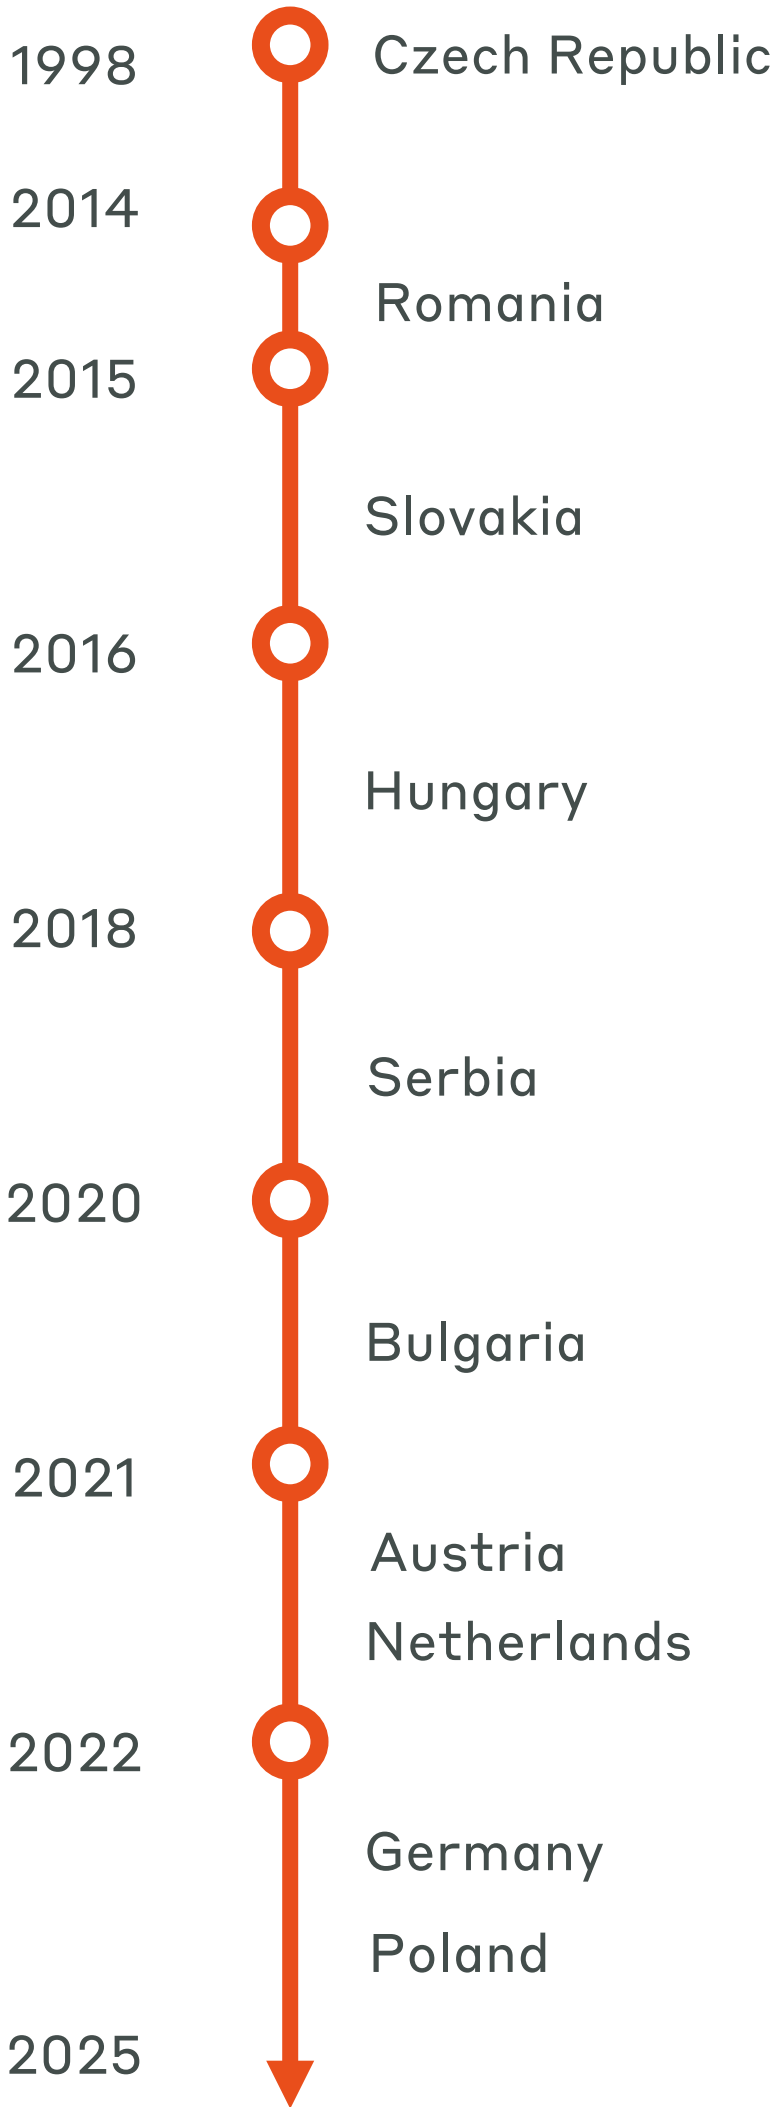 1998
Czech Republic
2014
Romania
2015
Slovakia
2016
Hungary
2018
Serbia
2020
Bulgaria
2021
Austria
Netherlands
2022
Germany
Poland
2025